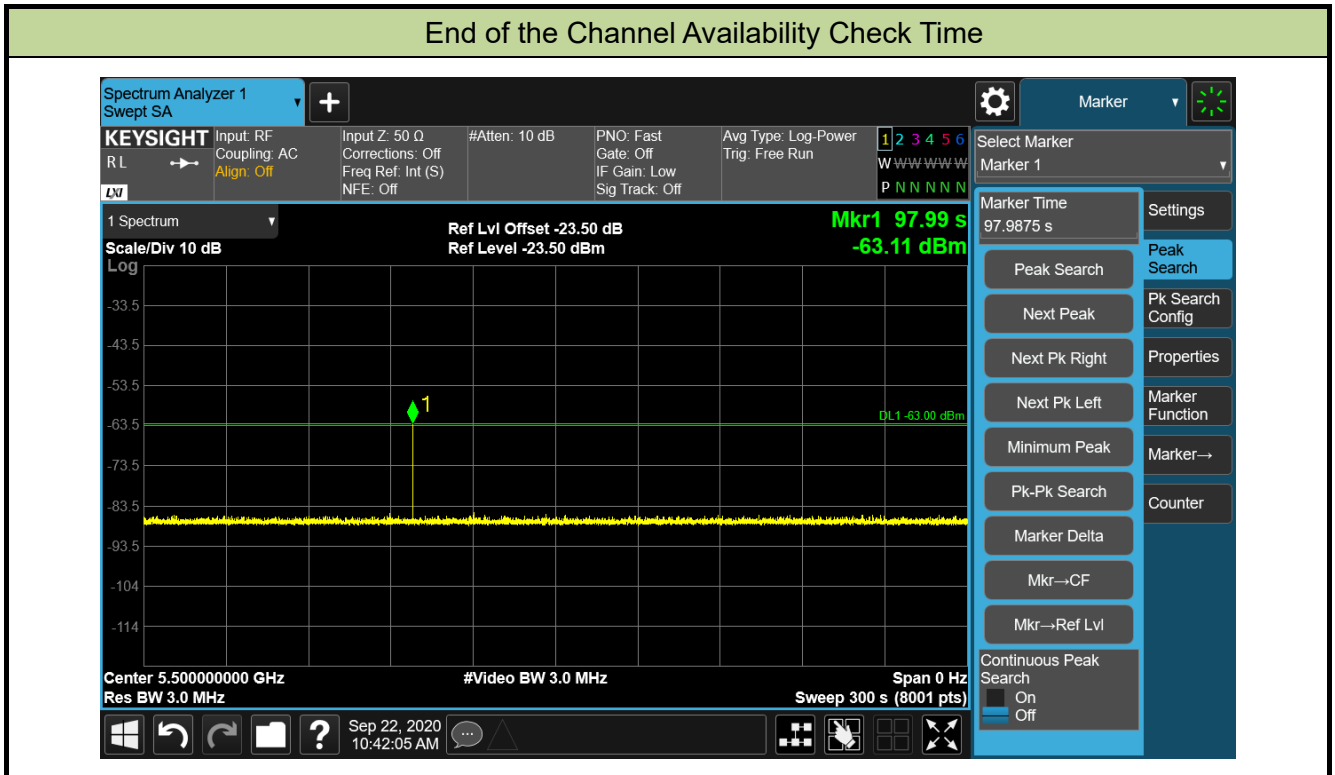 End of the Channel Availability Check Time
Spectrum Analyzer 1
Swept SA
Marker
KEYSIGHT
R L
LXI
Input: RF
Coupling: AC
Align: Off
Input Z: 50 Ω
Corrections: Off
Freq Ref: Int (S)
NFE: Off
#Atten: 10 dB
PNO: Fast
Gate: Off
IF Gain: Low
Sig Track: Off
Avg Type: Log-Power
Trig: Free Run
1 2 3 4 5 6
W W W W W W
P N N N N N
Select Marker
Marker 1
1 Spectrum
Scale/Div 10 dB
Log
Ref Lvl Offset -23.50 dB
Ref Level -23.50 dBm
Mkr1 97.99 s
-63.11 dBm
-33.5
-43.5
-53.5
-63.5
-73.5
-83.5
-93.5
-104
-114
1
DL1 -63.00 dBm
Center 5.500000000 GHz
Res BW 3.0 MHz
#Video BW 3.0 MHz
Span 0 Hz
Sweep 300 s (8001 pts)
Marker Time
97.9875 s
Peak Search
Next Peak
Next Pk Right
Next Pk Left
Minimum Peak
Pk-Pk Search
Marker Delta
Mkr→CF
Mkr→Ref Lvl
Continuous Peak
Search
On
Off
Settings
Peak
Search
Pk Search
Config
Properties
Marker
Function
Marker→
Counter
?
Sep 22, 2020
10:42:05 AM